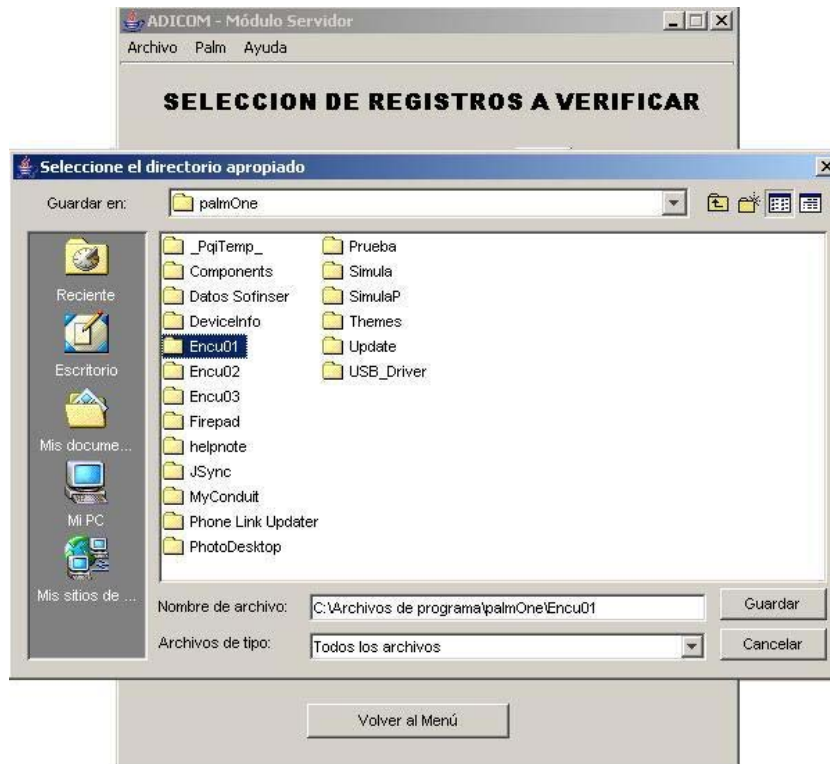 ADICOM - Módulo Servidor
Archivo Palm Ayuda
SELECCION DE REGISTROS A VERIFICAR
Seleccione el directorio apropiado
Guardar en: palmOne
Reciente
Escritorio
Mis docume...
Mi PC
Mis sitios de ...
_PqiTemp_
Components
Datos Sofinser
DeviceInfo
Encu01
Encu02
Encu03
Firepad
helpnote
JSync
MyConduit
Phone Link Updater
PhotoDesktop
Prueba
Simula
SimulaP
Themes
Update
USB_Driver
Nombre de archivo: C:\Archivos de programa\palmOne\Encu01 Guardar
Archivos de tipo: Todos los archivos Cancelar
Volver al Menú